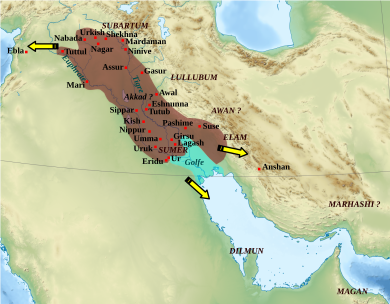 SUBARTUM
Urkish
Shekhna
Nabada
Mardaman
Nagar
Ninive
Ebla
Tuttul
Euphrate
Assur
Gasur
LULLUBUM
Mari
Tigre
Awal
Akkad ?
Eshnunna
Sippar
Tutub
AWAN ?
Kish
Pashime
Suse
Nippur
Girsu
ELAM
Umma
Lagash
Uruk
SUMER
Ur
Eridu
Golfe
Anshan
MARHASHI ?
DILMUN
MAGAN